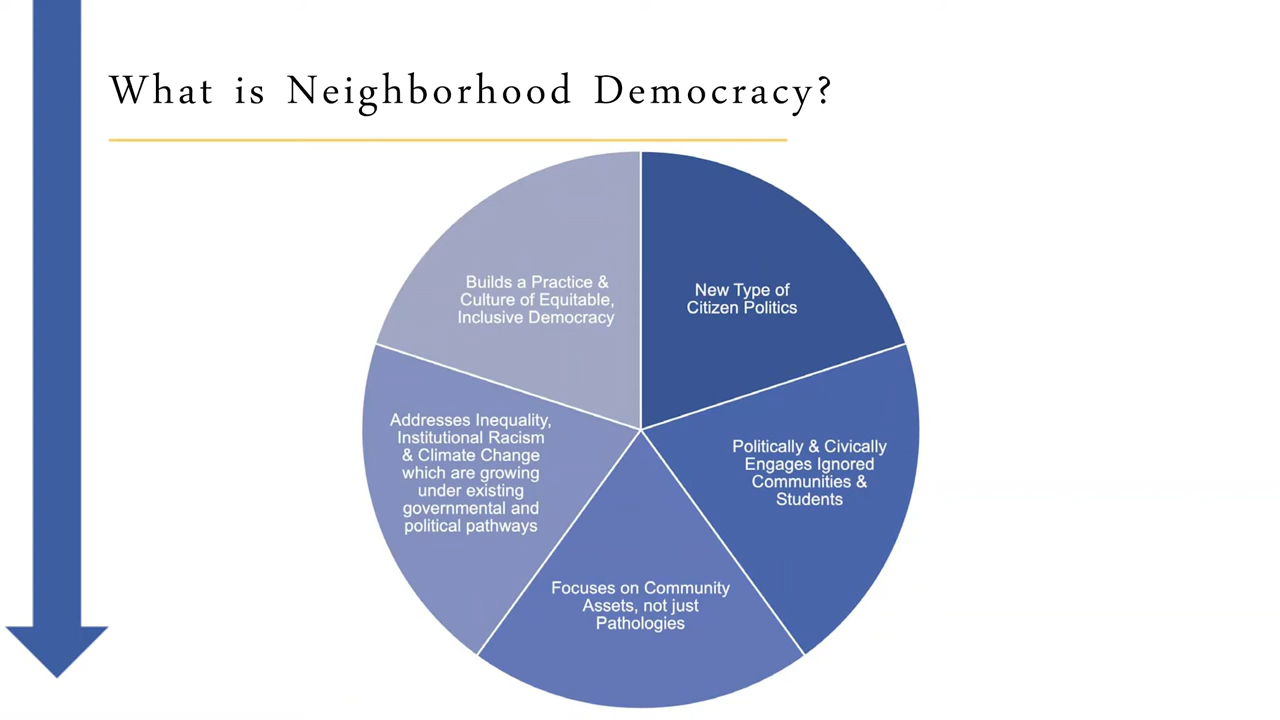 What is Neighborhood Democracy?
New Type of
Citizen Politics
Politically & Civically
Engages Ignored
Communities &
Students
Focuses on Community
Assets, not just
Pathologies
Addresses Inequality,
Institutional Racism
& Climate Change
which are growing
under existing
governmental and
political pathways
Builds a Practice &
Culture of Equitable,
Inclusive Democracy